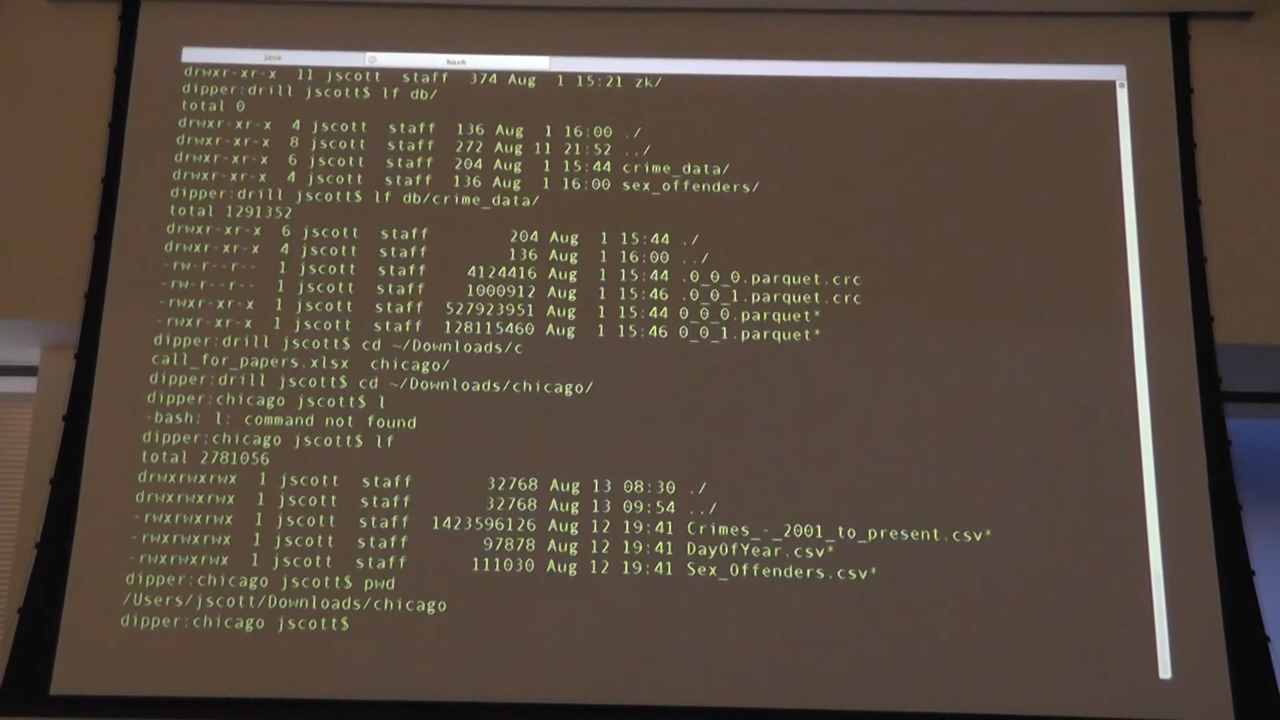 java
bash
drwxr-xr-x 11 jscott staff 374 Aug 1 15:21 zk/
dipper:drill jscott$ lf db/
total 0
drwxr-xr-x 4 jscott staff 136 Aug 1 16:00 ./
drwxr-xr-x 8 jscott staff 272 Aug 11 21:52 ../
drwxr-xr-x 6 jscott staff 204 Aug 1 15:44 crime_data/
drwxr-xr-x 4 jscott staff 136 Aug 1 16:00 sex_offenders/
dipper:drill jscott$ lf db/crime_data/
total 1291352
drwxr-xr-x 6 jscott staff 204 Aug 1 15:44 ./
drwxr-xr-x 4 jscott staff 136 Aug 1 16:00 ../
-rw-r--r-- 1 jscott staff 4124416 Aug 1 15:44 .0_0_0.parquet.crc
-rw-r--r-- 1 jscott staff 1000912 Aug 1 15:46 .0_0_1.parquet.crc
-rwxr-xr-x 1 jscott staff 527923951 Aug 1 15:44 0_0_0.parquet*
-rwxr-xr-x 1 jscott staff 128115460 Aug 1 15:46 0_0_1.parquet*
dipper:drill jscott$ cd ~/Downloads/c
call_for_papers.xlsx chicago/
dipper:drill jscott$ cd ~/Downloads/chicago/
dipper:chicago jscott$ l
-bash: l: command not found
dipper:chicago jscott$ lf
total 2781056
drwxrwxrwx 1 jscott staff 32768 Aug 13 08:30 ./
drwxrwxrwx 1 jscott staff 32768 Aug 13 09:54 ../
-rwxrwxrwx 1 jscott staff 1423596126 Aug 12 19:41 Crimes_-_2001_to_present.csv*
-rwxrwxrwx 1 jscott staff 97878 Aug 12 19:41 DayOfYear.csv*
-rwxrwxrwx 1 jscott staff 111030 Aug 12 19:41 Sex_Offenders.csv*
dipper:chicago jscott$ pwd
/Users/jscott/Downloads/chicago
dipper:chicago jscott$